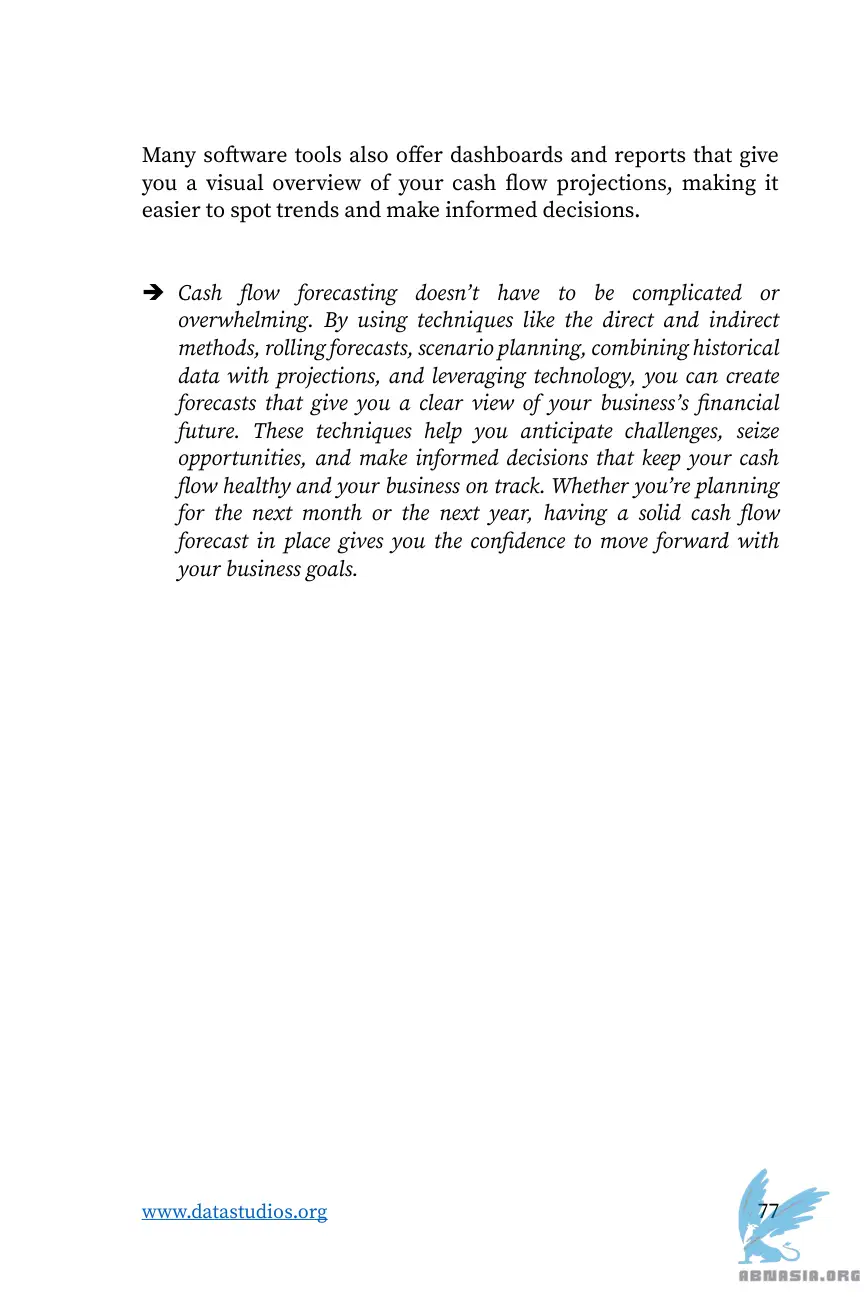 Many software tools also offer dashboards and reports that give
you a visual overview of your cash flow projections, making it
easier to spot trends and make informed decisions.
➔ Cash flow forecasting doesn’t have to be complicated or
overwhelming. By using techniques like the direct and indirect
methods, rolling forecasts, scenario planning, combining historical
data with projections, and leveraging technology, you can create
forecasts that give you a clear view of your business’s financial
future. These techniques help you anticipate challenges, seize
opportunities, and make informed decisions that keep your cash
flow healthy and your business on track. Whether you’re planning
for the next month or the next year, having a solid cash flow
forecast in place gives you the confidence to move forward with
your business goals.
www.datastudios.org 77
ABNASIA.ORG